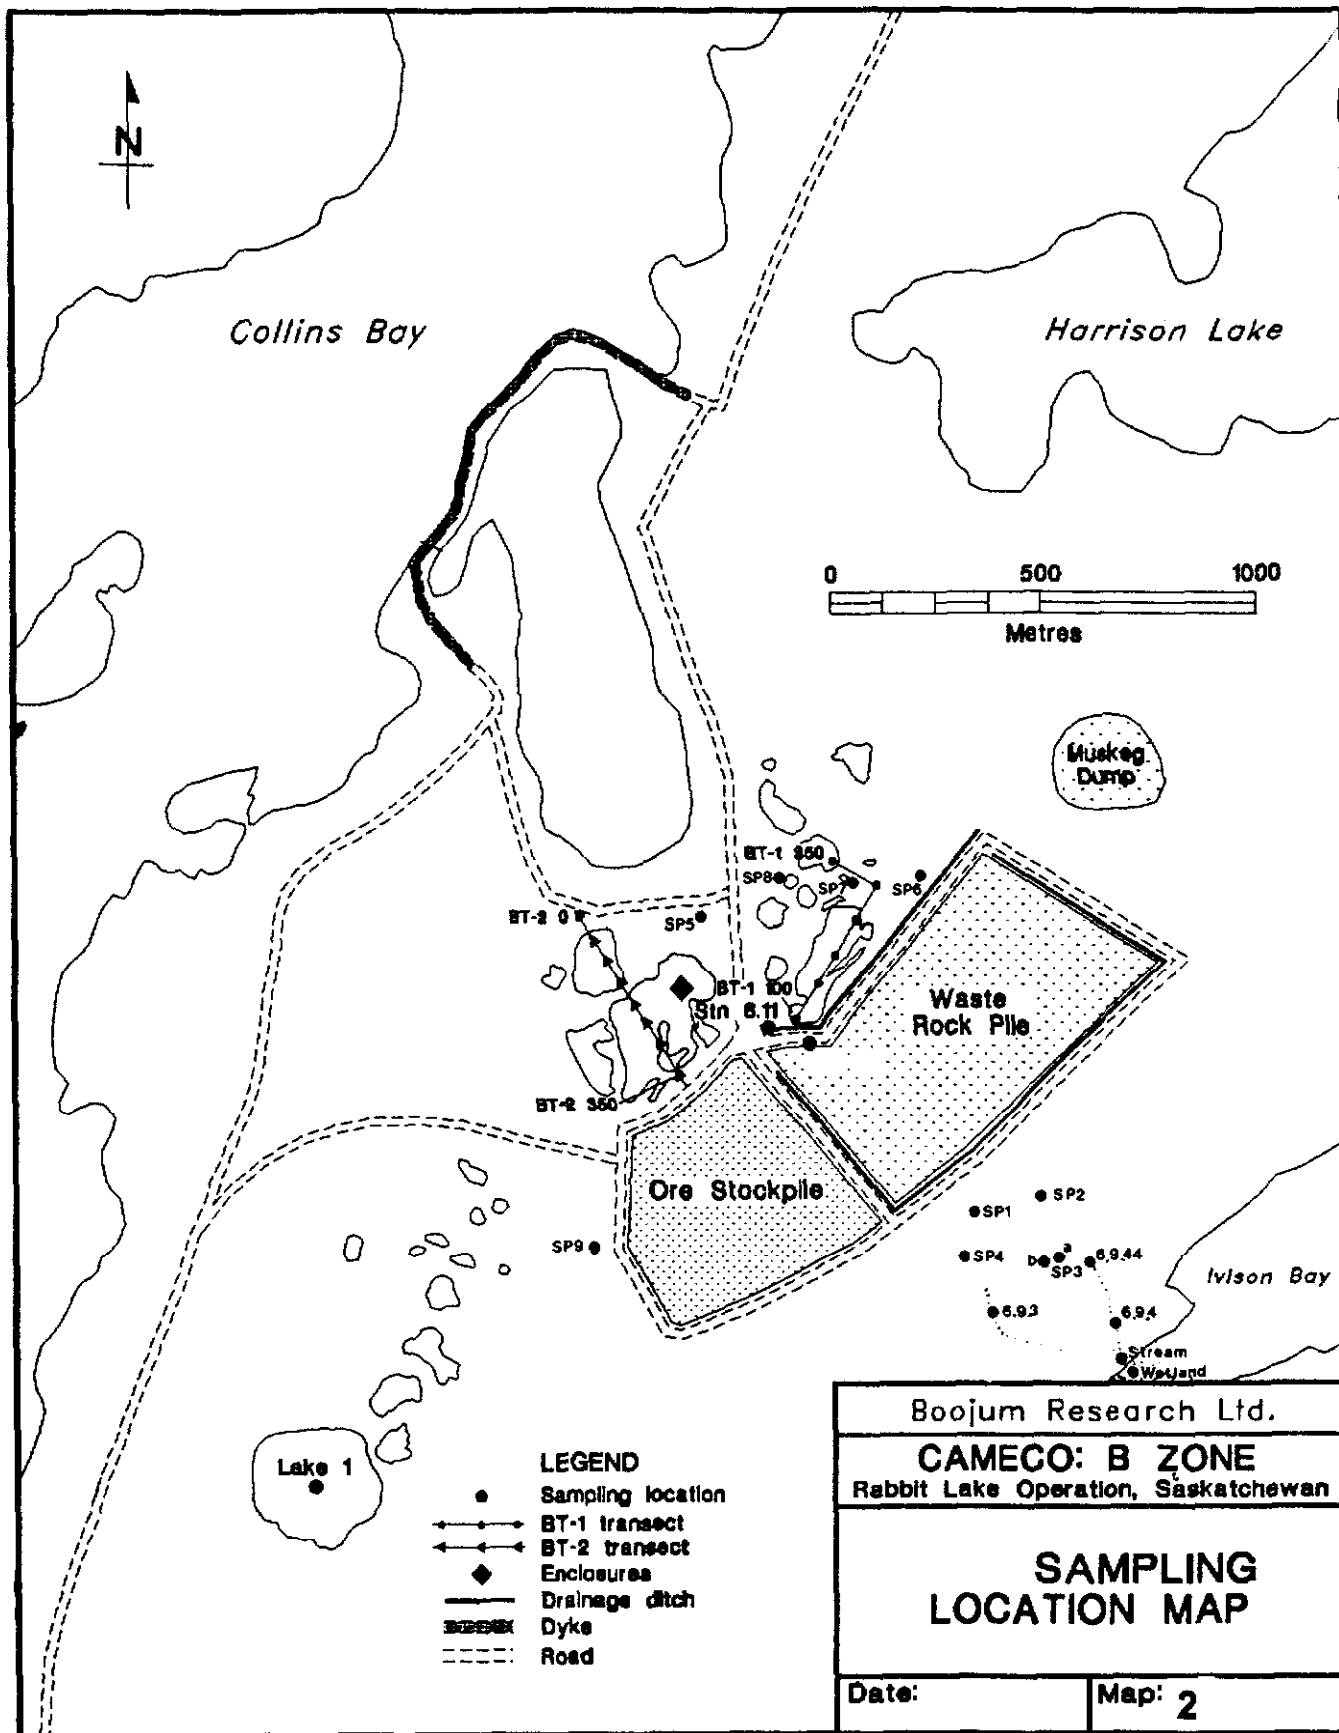 N
Collins Bay
Harrison Lake
0 500 1000
Metres
Muskeg
Dump
BT-1 350
SP8
SP7
SP6
BT-2 0
SP5
BT-1 100
Stn 6.11
Waste
Rock Pile
BT-2 350
Ore Stockpile
SP2
SP1
SP9
SP4
b
a
SP3
6.9.44
Ivison Bay
6.9.3
6.9.4
Stream
Wetland
Lake 1
LEGEND
Sampling location
BT-1 transect
BT-2 transect
Enclosures
Drainage ditch
Dyke
Road
Boojum Research Ltd.
CAMECO: B ZONE
Rabbit Lake Operation, Saskatchewan
SAMPLING
LOCATION MAP
Date:
Map: 2